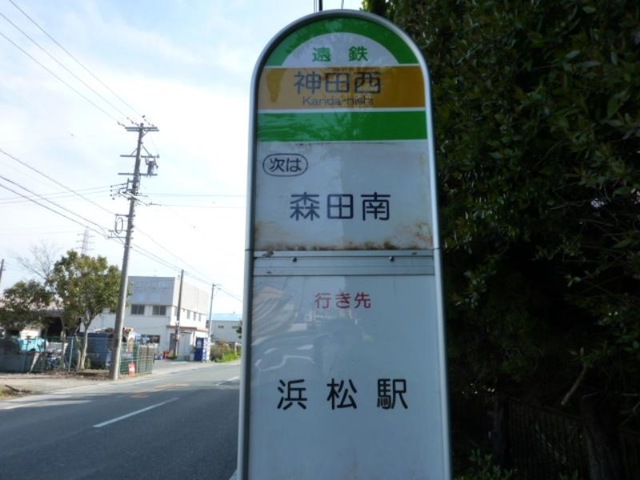 遠鉄
神田西
Kanda-nishi
次は
森田南
行き先
浜松駅